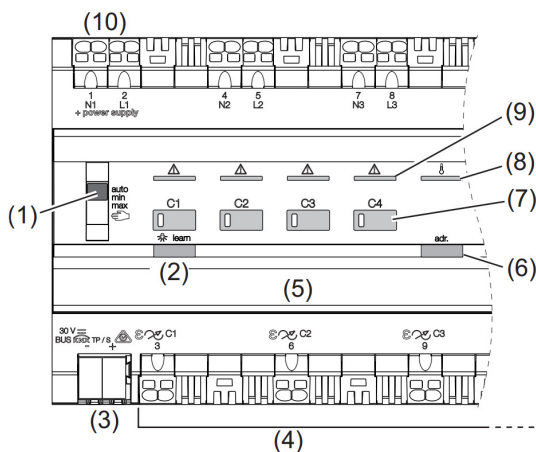 (10)
1 2 4 5 7 8
N1 L1 N2 L2 N3 L3
+ power supply
(9)
(8)
auto
min
max
(1)
C1 C2 C3 C4
(7)
learn adr.
(2)
(6)
(5)
30 V
BUS TP / S
- +
C1 C2 C3
3 6 9
(3)
(4)